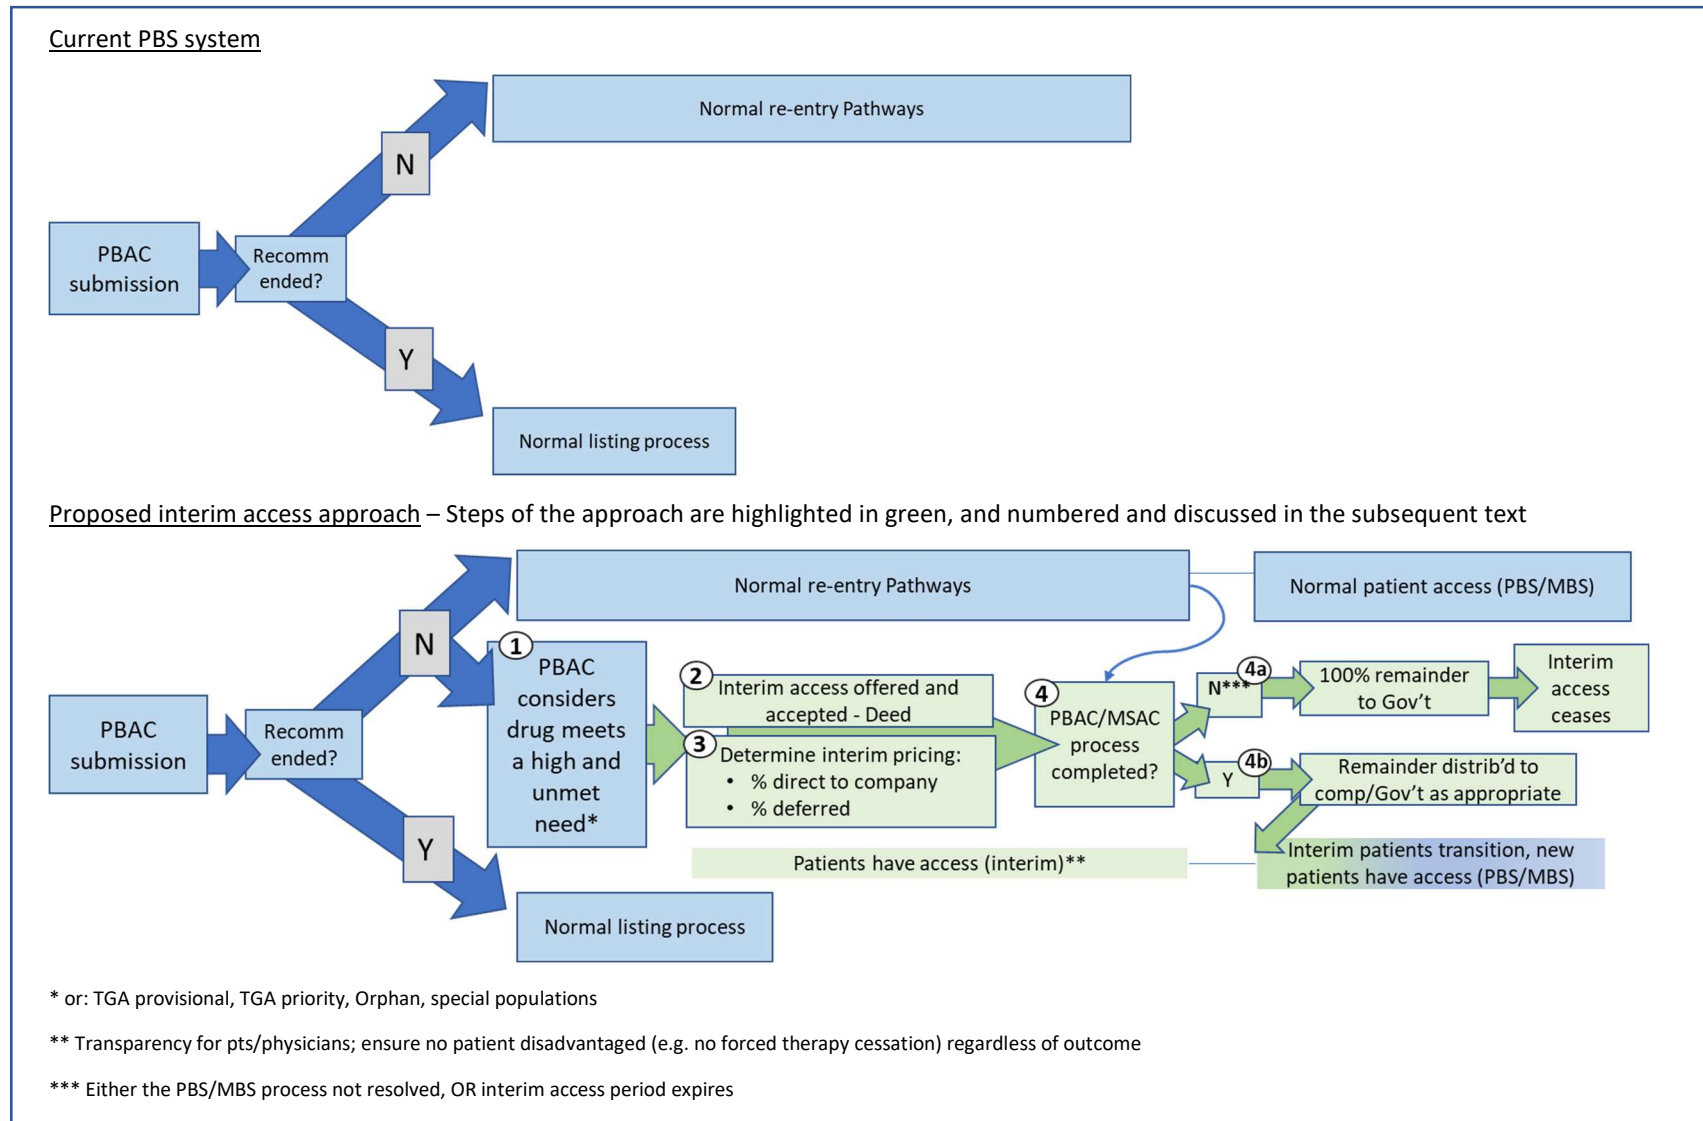 Current PBS system
Normal re-entry Pathways
N
PBAC
submission
Recomm
ended?
Y
Normal listing process
Proposed interim access approach – Steps of the approach are highlighted in green, and numbered and discussed in the subsequent text
Normal re-entry Pathways
Normal patient access (PBS/MBS)
N
1
PBAC
considers
drug meets
a high and
unmet
need*
2
Interim access offered and
accepted - Deed
3
Determine interim pricing:
• % direct to company
• % deferred
4
PBAC/MSAC
process
completed?
N***
4a
100% remainder
to Gov't
Interim
access
ceases
Y
4b
Remainder distrib'd to
comp/Gov't as appropriate
PBAC
submission
Recomm
ended?
Patients have access (interim)**
Interim patients transition, new
patients have access (PBS/MBS)
Y
Normal listing process
* or: TGA provisional, TGA priority, Orphan, special populations
** Transparency for pts/physicians; ensure no patient disadvantaged (e.g. no forced therapy cessation) regardless of outcome
*** Either the PBS/MBS process not resolved, OR interim access period expires